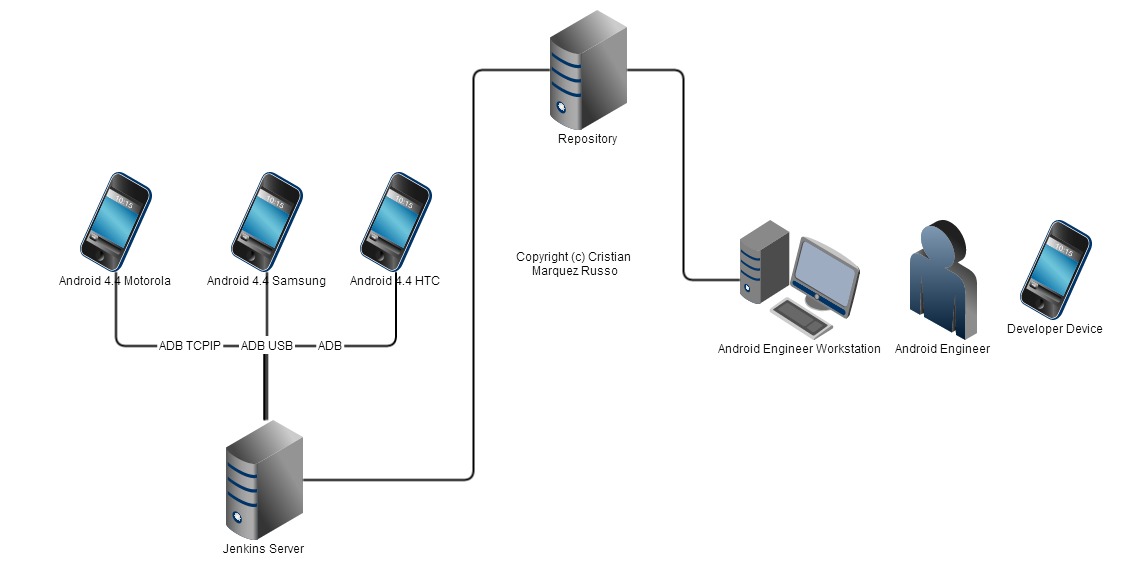 Repository
10:15
10:15
10:15
Android 4.4 Motorola
Android 4.4 Samsung
Android 4.4 HTC
Copyright (c) Cristian
Marquez Russo
10:15
Developer Device
Android Engineer Workstation
Android Engineer
ADB TCPIP
ADB USB
ADB
Jenkins Server